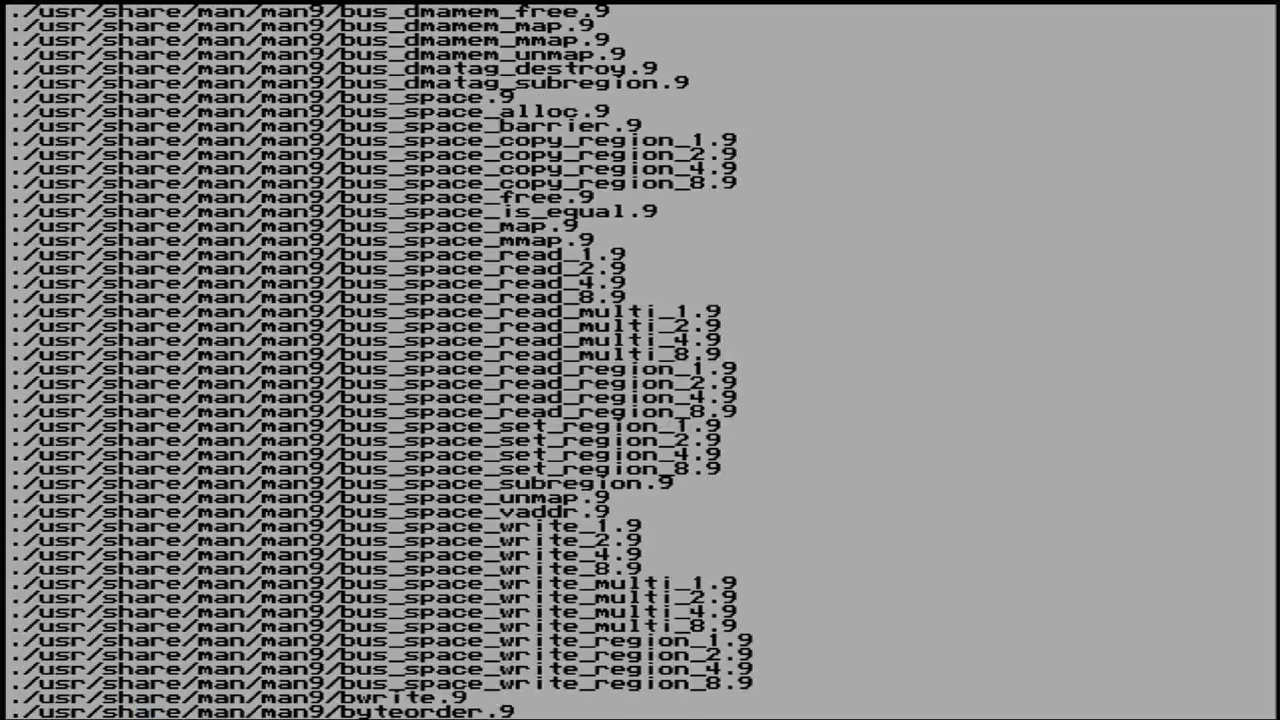 ./usr/share/man/man9/bus_dmamem_free.9
./usr/share/man/man9/bus_dmamem_map.9
./usr/share/man/man9/bus_dmamem_mmap.9
./usr/share/man/man9/bus_dmamem_unmap.9
./usr/share/man/man9/bus_dmatag_destroy.9
./usr/share/man/man9/bus_dmatag_subregion.9
./usr/share/man/man9/bus_space.9
./usr/share/man/man9/bus_space_alloc.9
./usr/share/man/man9/bus_space_barrier.9
./usr/share/man/man9/bus_space_copy_region_1.9
./usr/share/man/man9/bus_space_copy_region_2.9
./usr/share/man/man9/bus_space_copy_region_4.9
./usr/share/man/man9/bus_space_copy_region_8.9
./usr/share/man/man9/bus_space_free.9
./usr/share/man/man9/bus_space_is_equal.9
./usr/share/man/man9/bus_space_map.9
./usr/share/man/man9/bus_space_mmap.9
./usr/share/man/man9/bus_space_read_1.9
./usr/share/man/man9/bus_space_read_2.9
./usr/share/man/man9/bus_space_read_4.9
./usr/share/man/man9/bus_space_read_8.9
./usr/share/man/man9/bus_space_read_multi_1.9
./usr/share/man/man9/bus_space_read_multi_2.9
./usr/share/man/man9/bus_space_read_multi_4.9
./usr/share/man/man9/bus_space_read_multi_8.9
./usr/share/man/man9/bus_space_read_region_1.9
./usr/share/man/man9/bus_space_read_region_2.9
./usr/share/man/man9/bus_space_read_region_4.9
./usr/share/man/man9/bus_space_read_region_8.9
./usr/share/man/man9/bus_space_set_region_1.9
./usr/share/man/man9/bus_space_set_region_2.9
./usr/share/man/man9/bus_space_set_region_4.9
./usr/share/man/man9/bus_space_set_region_8.9
./usr/share/man/man9/bus_space_subregion.9
./usr/share/man/man9/bus_space_unmap.9
./usr/share/man/man9/bus_space_vaddr.9
./usr/share/man/man9/bus_space_write_1.9
./usr/share/man/man9/bus_space_write_2.9
./usr/share/man/man9/bus_space_write_4.9
./usr/share/man/man9/bus_space_write_8.9
./usr/share/man/man9/bus_space_write_multi_1.9
./usr/share/man/man9/bus_space_write_multi_2.9
./usr/share/man/man9/bus_space_write_multi_4.9
./usr/share/man/man9/bus_space_write_multi_8.9
./usr/share/man/man9/bus_space_write_region_1.9
./usr/share/man/man9/bus_space_write_region_2.9
./usr/share/man/man9/bus_space_write_region_4.9
./usr/share/man/man9/bus_space_write_region_8.9
./usr/share/man/man9/bwrite.9
./usr/share/man/man9/byteorder.9